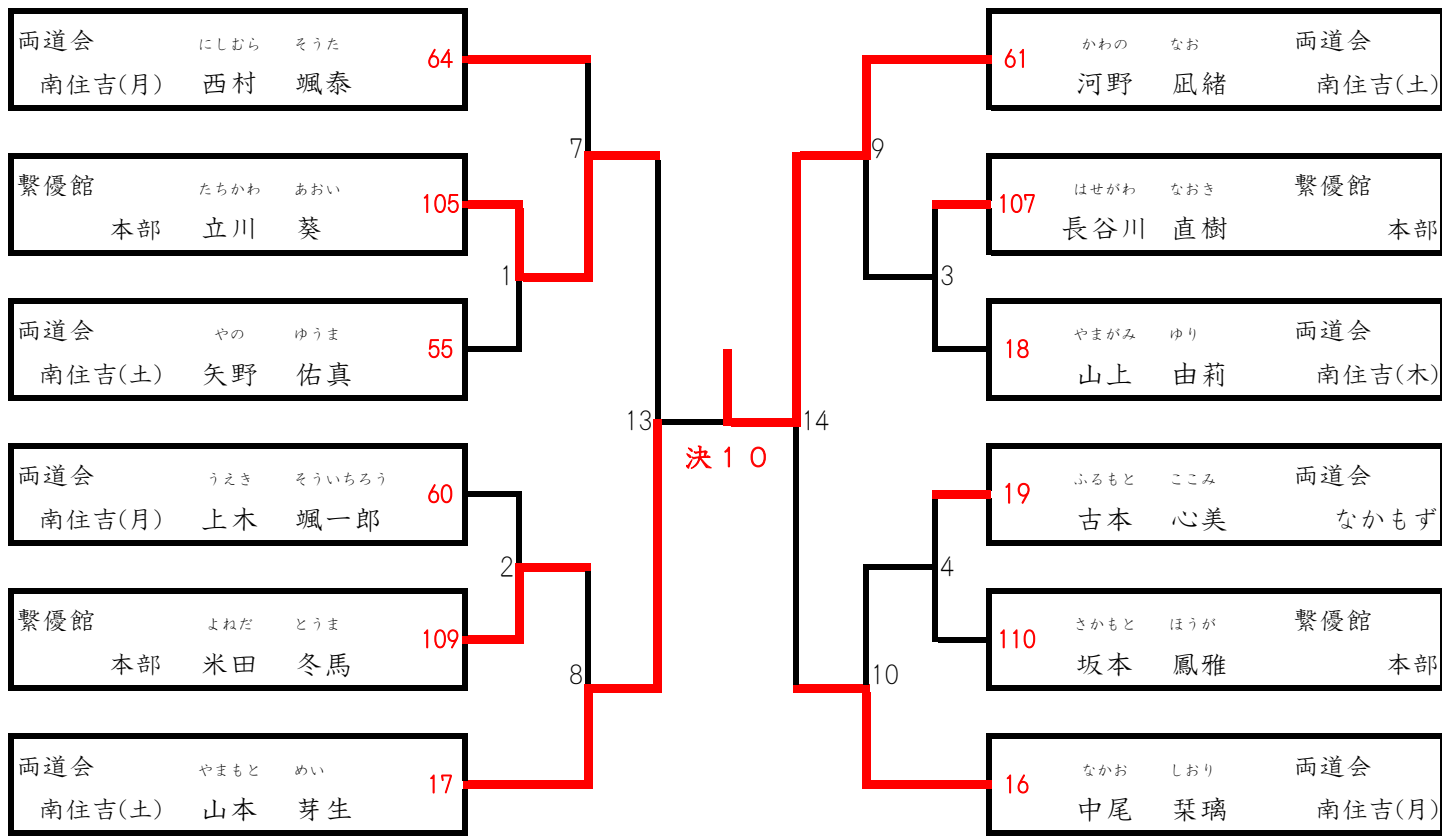 両道会 にしむら そうた
64
南住吉(月) 西村 颯泰
繋優館 たちかわ あおい
105
本部 立川 葵
両道会 やの ゆうま
55
南住吉(土) 矢野 佑真
両道会 うえき そういちろう
60
南住吉(月) 上木 颯一郎
繋優館 よねだ とうま
109
本部 米田 冬馬
両道会 やまもと めい
17
南住吉(土) 山本 芽生
7
1
2
8
13
決10
14
9
3
4
10
かわの なお 両道会
61
河野 凪緒 南住吉(土)
はせがわ なおき 繋優館
107
長谷川 直樹 本部
やまがみ ゆり 両道会
18
山上 由莉 南住吉(木)
ふるもと ここみ 両道会
19
古本 心美 なかもず
さかもと ほうが 繋優館
110
坂本 鳳雅 本部
なかお しおり 両道会
16
中尾 栞璃 南住吉(月)